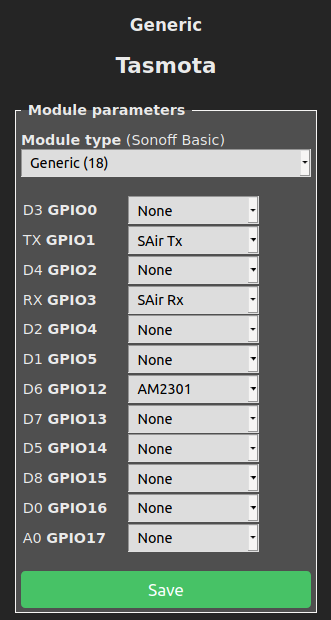 Generic
Tasmota
Module parameters
Module type (Sonoff Basic)
Generic (18)
D3 GPIO0 None
TX GPIO1 SAir Tx
D4 GPIO2 None
RX GPIO3 SAir Rx
D2 GPIO4 None
D1 GPIO5 None
D6 GPIO12 AM2301
D7 GPIO13 None
D5 GPIO14 None
D8 GPIO15 None
D0 GPIO16 None
A0 GPIO17 None
Save